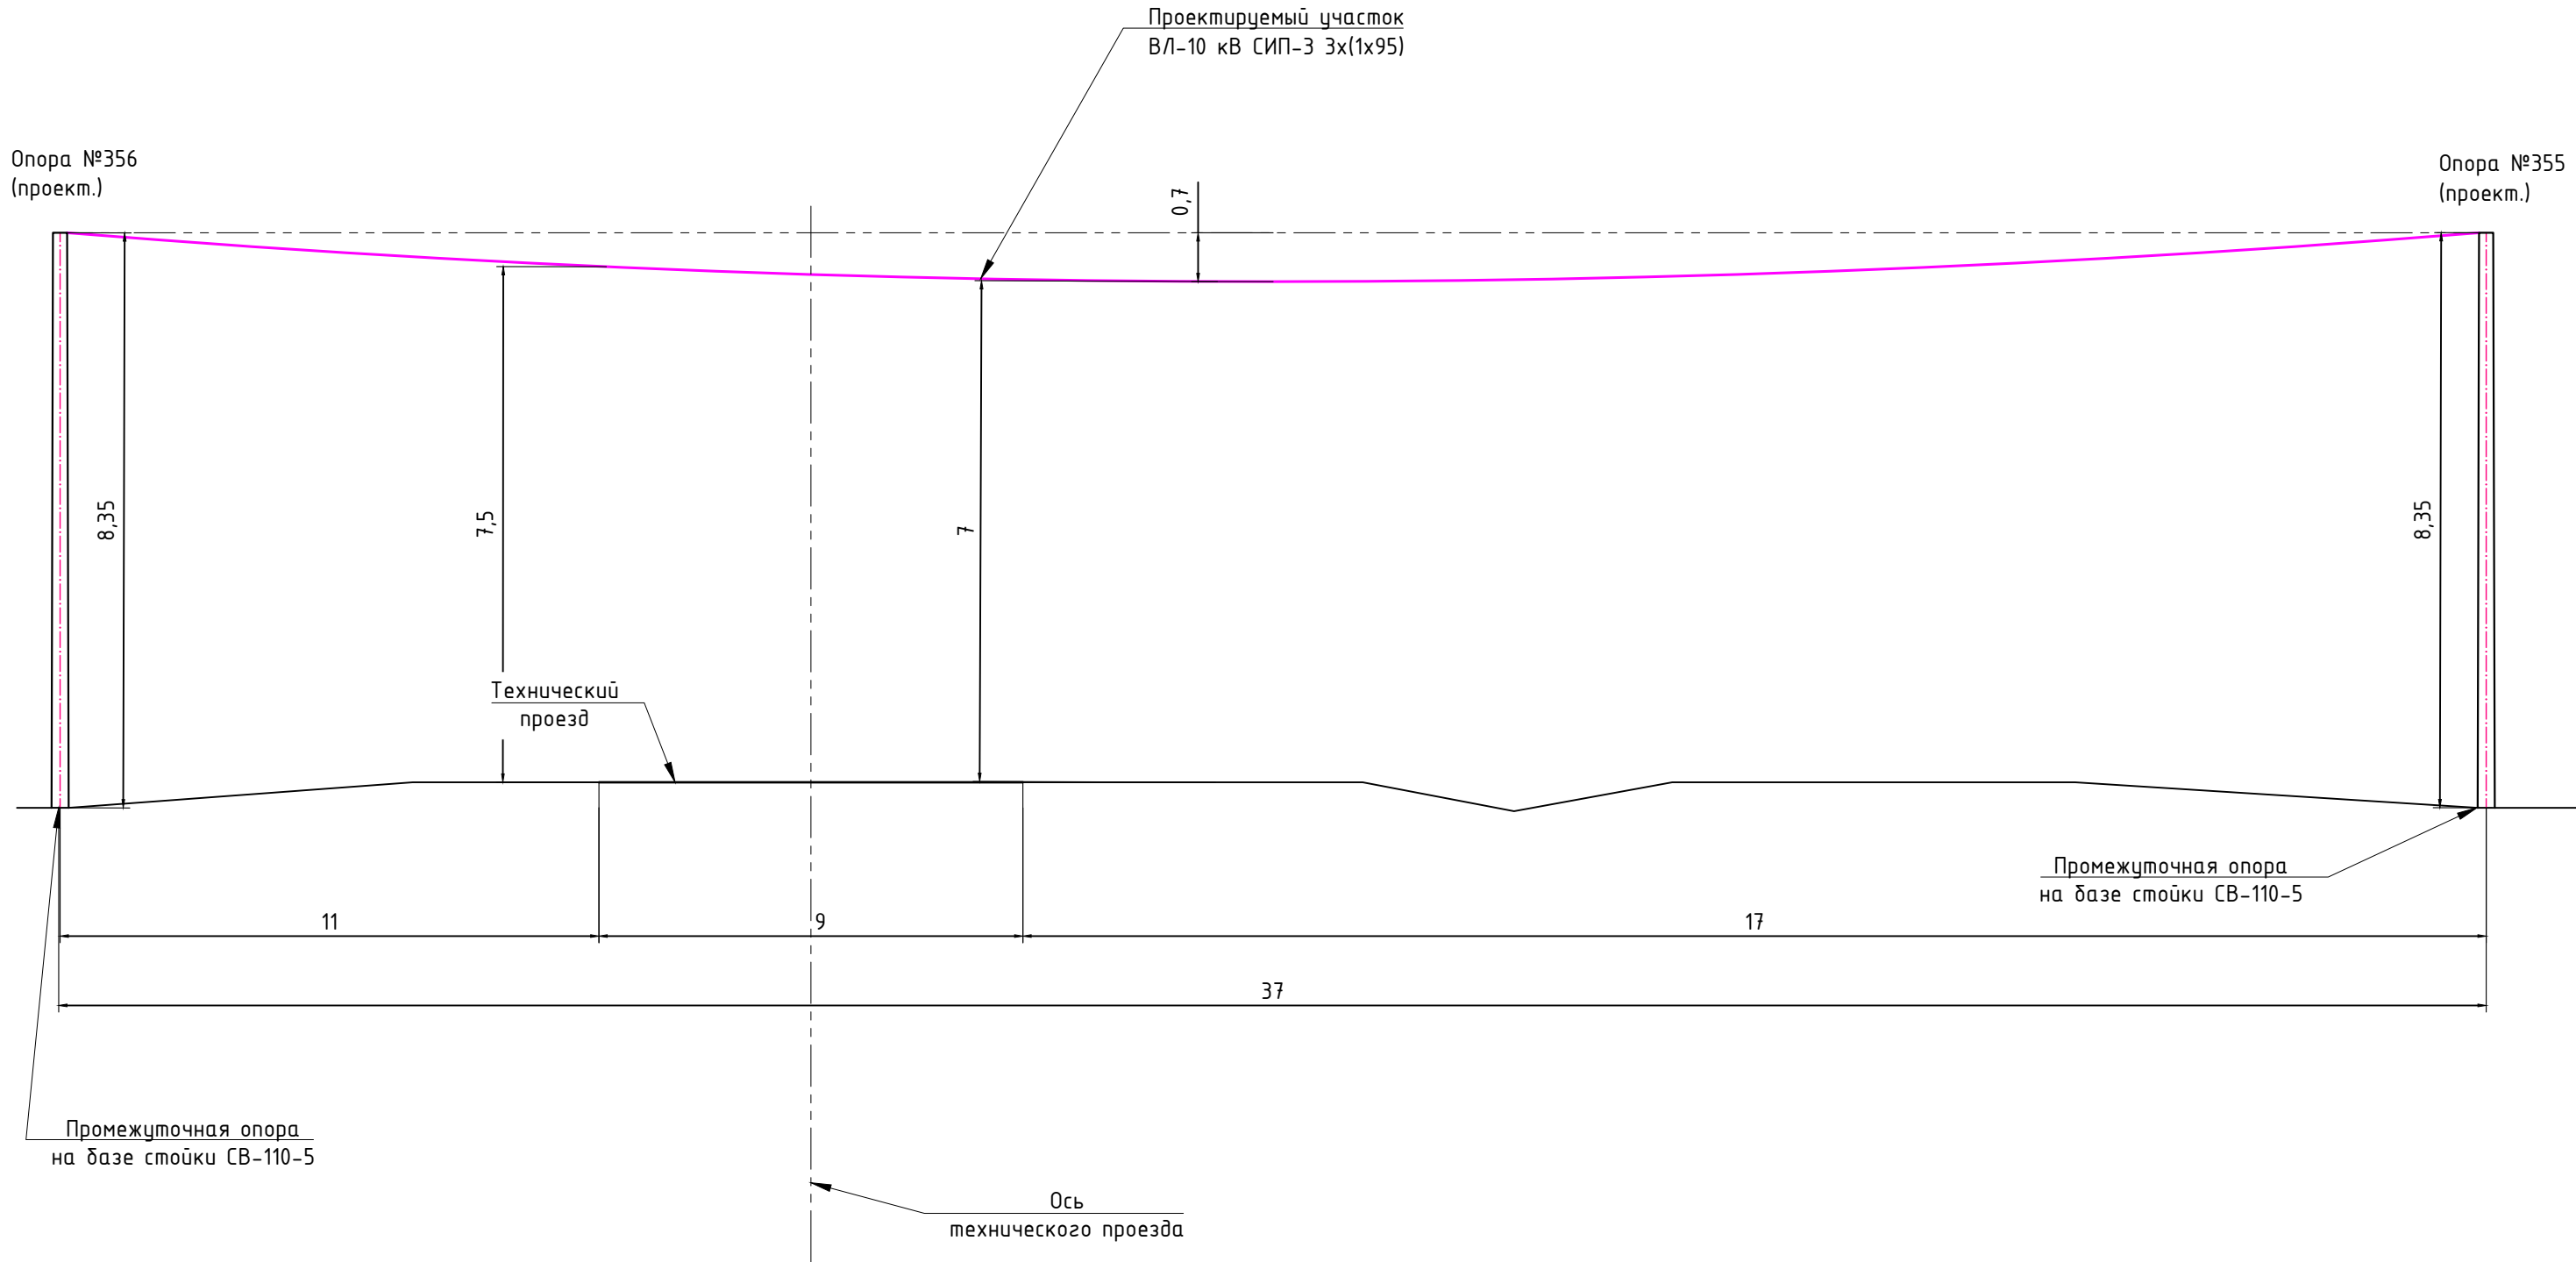 Проектируемый участок
ВЛ-10 кВ СИП-3 3х(1х95)
Опора №356
(проект.)
Опора №355
(проект.)
0,7
8,35
7,5
7
8,35
Технический
проезд
Промежуточная опора
на базе стойки СВ-110-5
11
9
17
37
Промежуточная опора
на базе стойки СВ-110-5
Ось
технического проезда